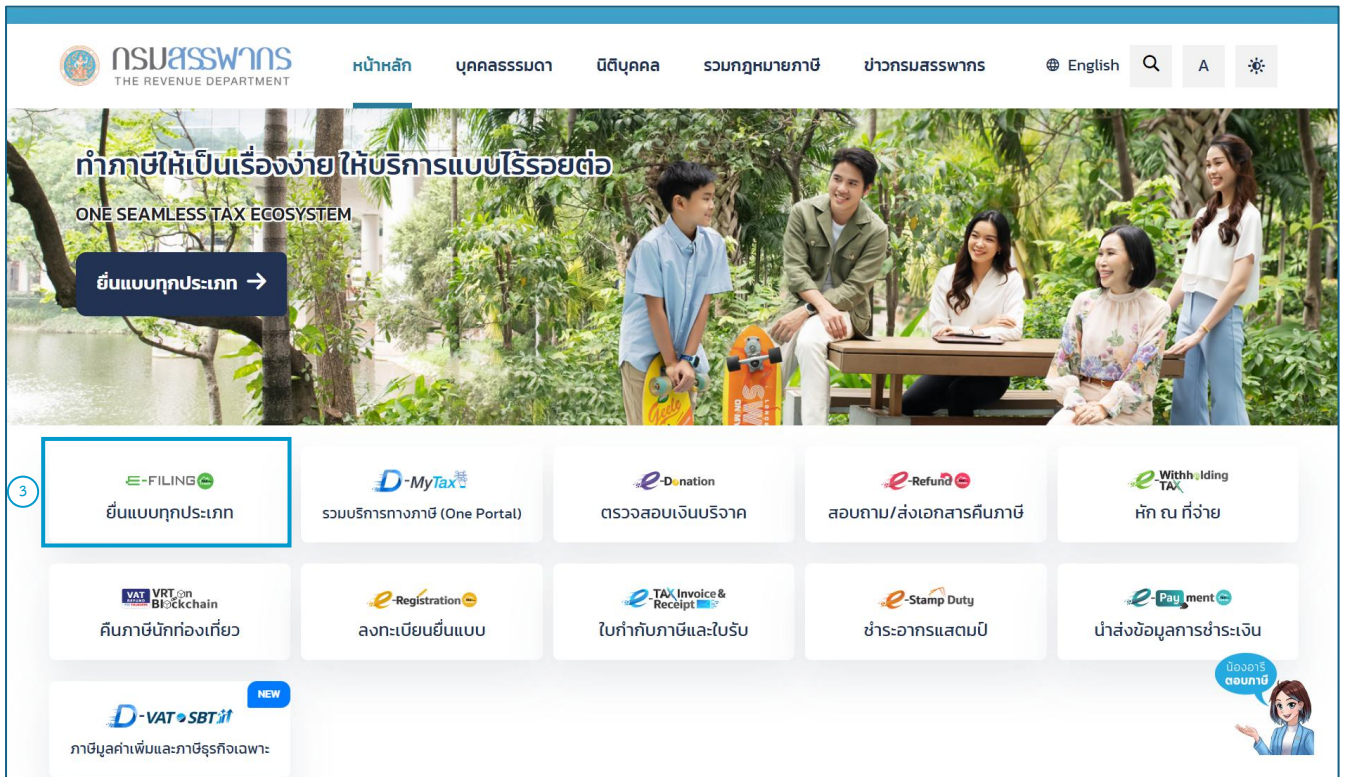 กรมสรรพากร
THE REVENUE DEPARTMENT
หน้าหลัก บุคคลธรรมดา นิติบุคคล รวมกฎหมายภาษี ข่าวกรมสรรพากร English A
ทำภาษีให้เป็นเรื่องง่าย ให้บริการแบบไร้รอยต่อ
ONE SEAMLESS TAX ECOSYSTEM
ยื่นแบบทุกประเภท →
3
E-FILING
ยื่นแบบทุกประเภท
D-MyTax
รวมบริการทางภาษี (One Portal)
e-Donation
ตรวจสอบเงินบริจาค
e-Refund
สอบถาม/ส่งเอกสารคืนภาษี
e-Withholding
TAX
หัก ณ ที่จ่าย
VAT REFUND VRT on
Blockchain
คืนภาษีนักท่องเที่ยว
e-Registration
ลงทะเบียนยื่นแบบ
e-TAX Invoice &
Receipt
ใบกำกับภาษีและใบรับ
e-Stamp Duty
ชำระอากรแสตมป์
e-Payment
นำส่งข้อมูลการชำระเงิน
NEW
D-VAT SBT
ภาษีมูลค่าเพิ่มและภาษีธุรกิจเฉพาะ
น้องอารี
ตอบภาษี